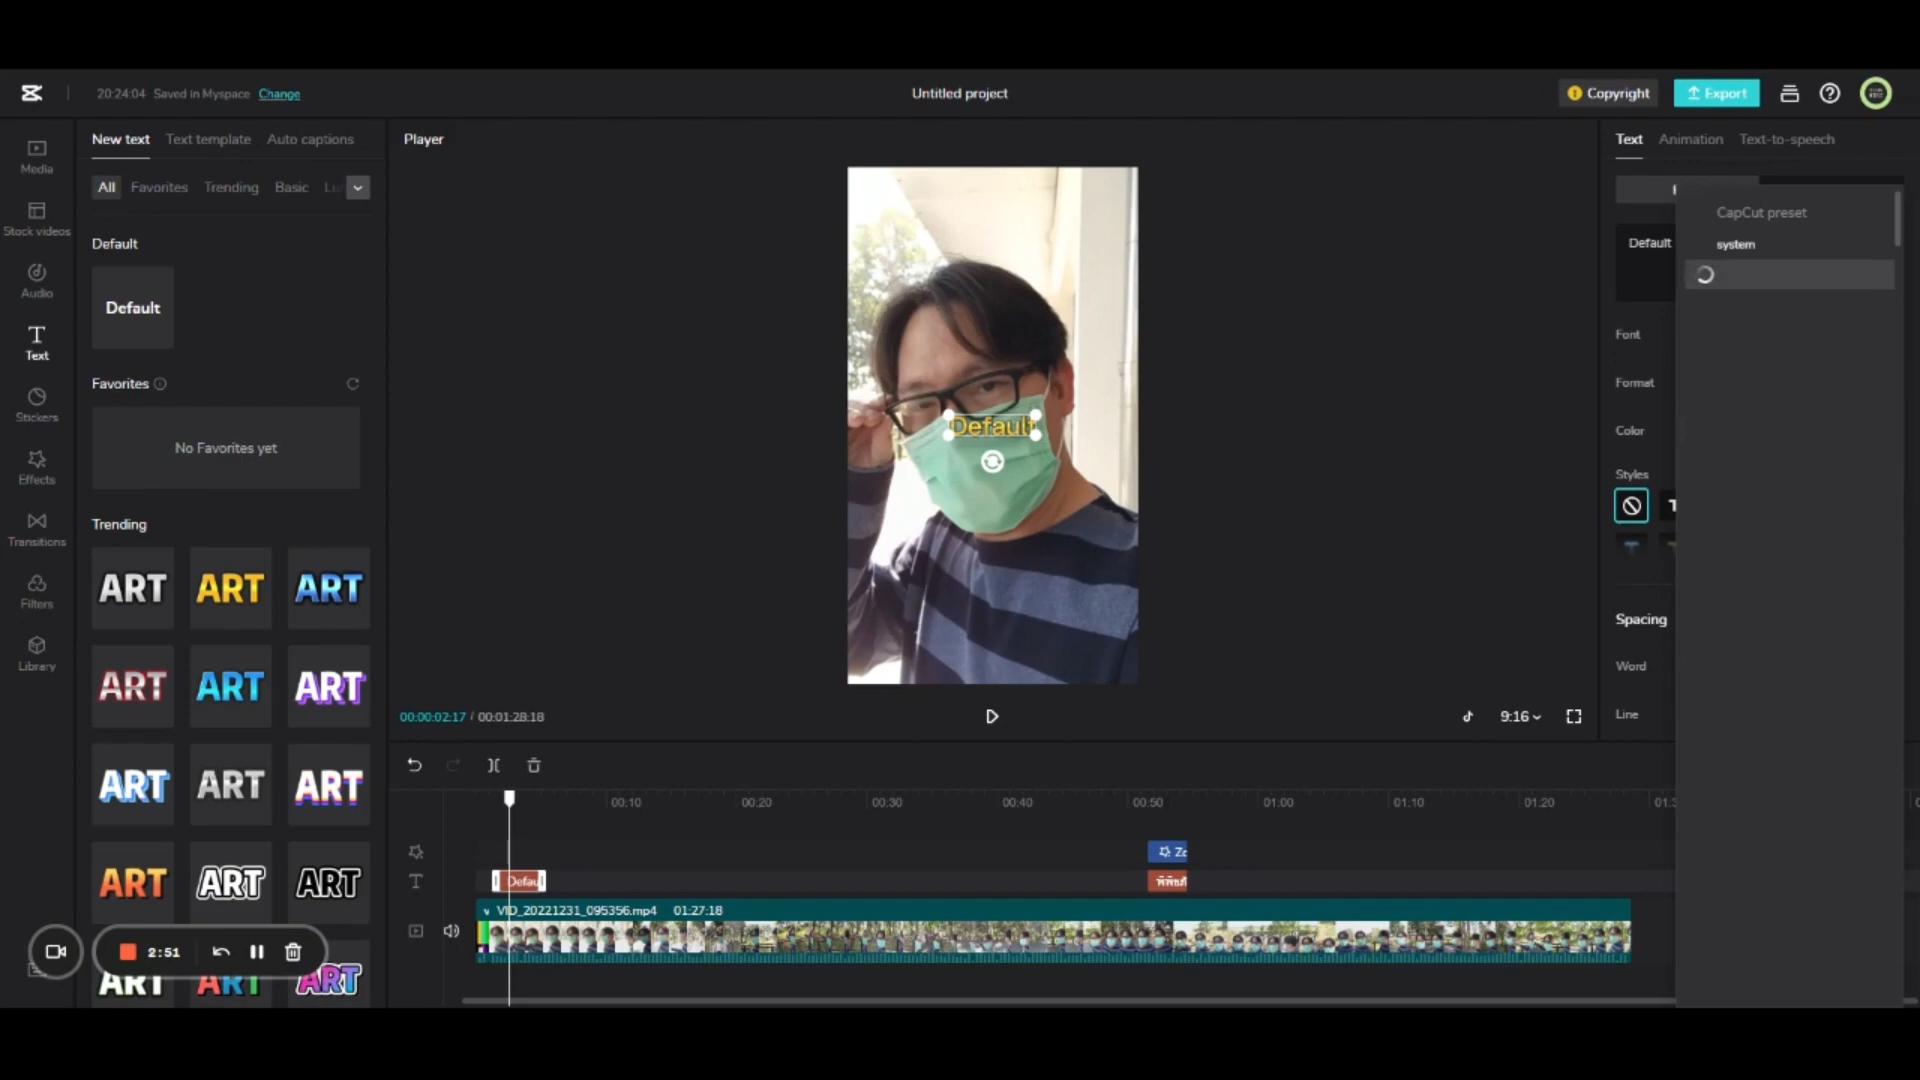 20:24:04 Saved in Myspace Change
Untitled project
Copyright
Export
Media
Stock videos
Audio
Text
Stickers
Effects
Transitions
Filters
Library
New text Text template Auto captions
All Favorites Trending Basic
Default
Default
Favorites
No Favorites yet
Trending
ART ART ART
ART ART ART
ART ART ART
ART ART ART
ART ART ART
2:51
Player
Default
00:00:02:17 / 00:01:28:18
9:16
Text Animation Text-to-speech
CapCut preset
system
Default
Font
Format
Color
Styles
Spacing
Word
Line
00:10 00:20 00:30 00:40 00:50 01:00 01:10 01:20
VID_20221231_095356.mp4 01:27:18